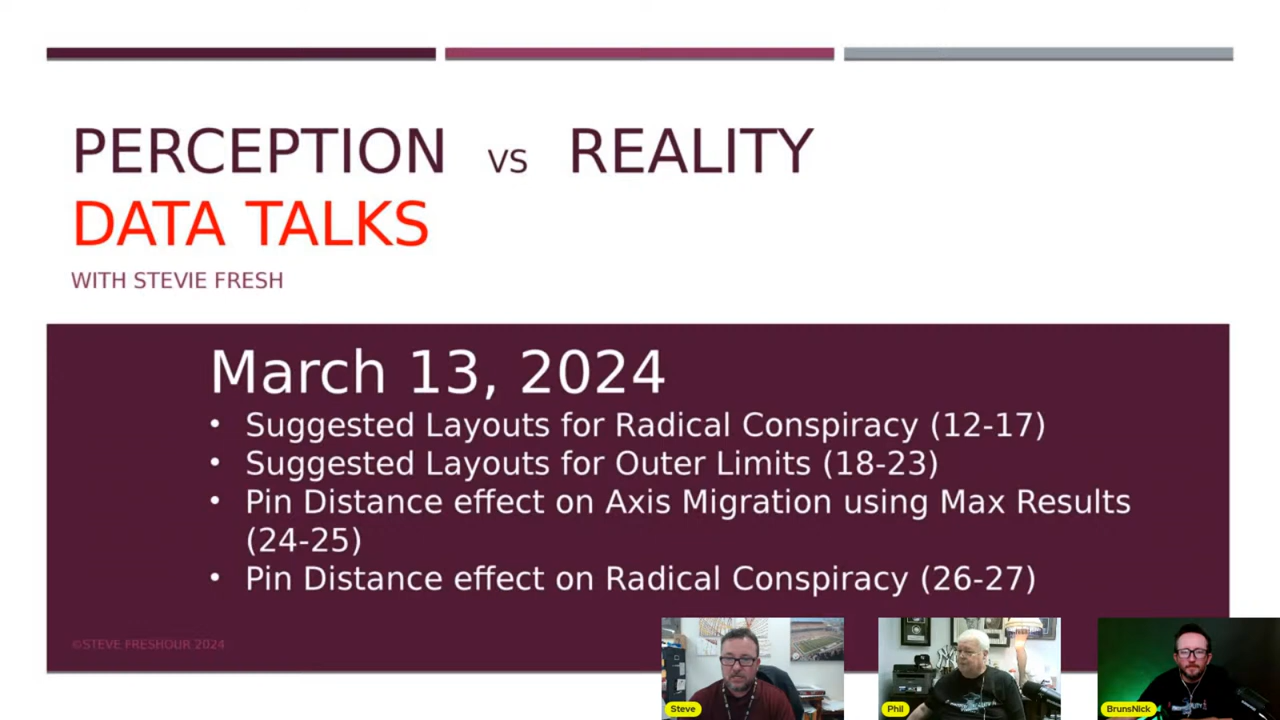 PERCEPTION VS REALITY
DATA TALKS
WITH STEVIE FRESH
March 13, 2024
• Suggested Layouts for Radical Conspiracy (12-17)
• Suggested Layouts for Outer Limits (18-23)
• Pin Distance effect on Axis Migration using Max Results
(24-25)
• Pin Distance effect on Radical Conspiracy (26-27)
©STEVE FRESHOUR 2024
Steve
Phil
BrunsNick